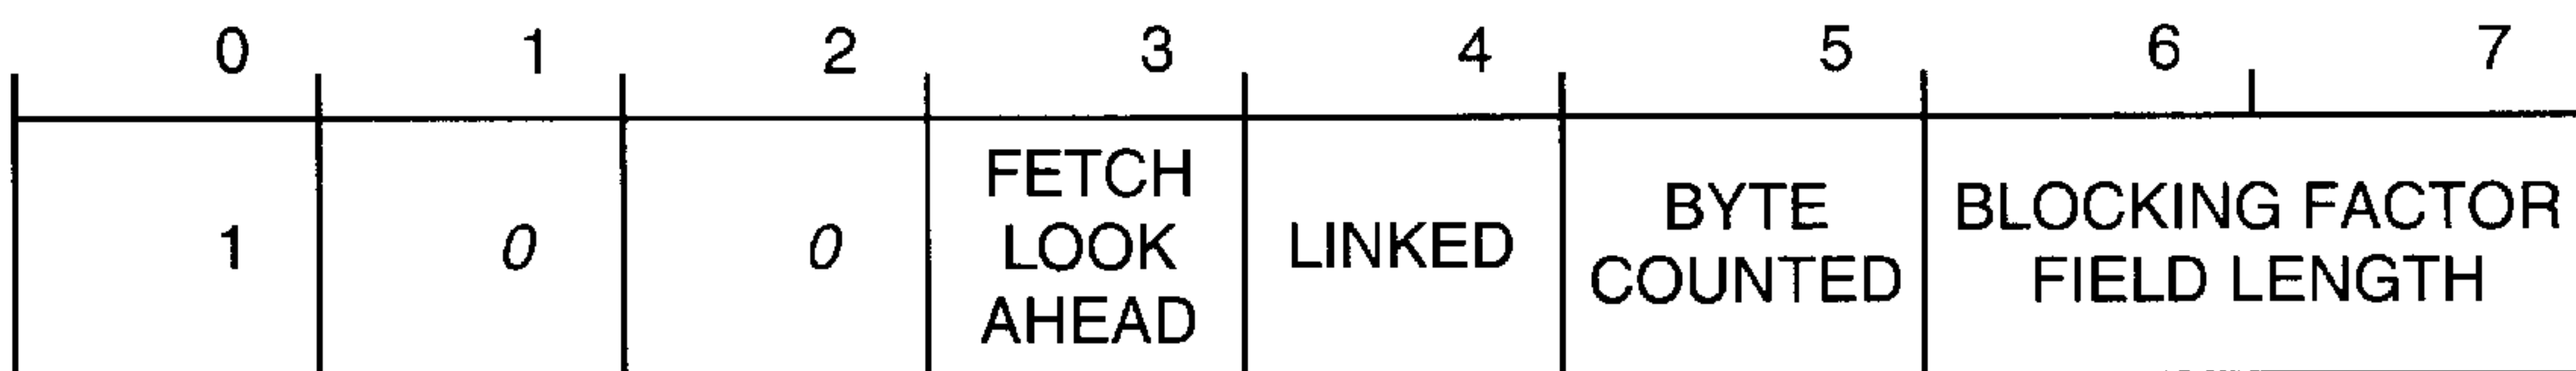 0 1 2 3 4 5 6 7
1 0 0 FETCH LOOK AHEAD LINKED BYTE COUNTED BLOCKING FACTOR FIELD LENGTH